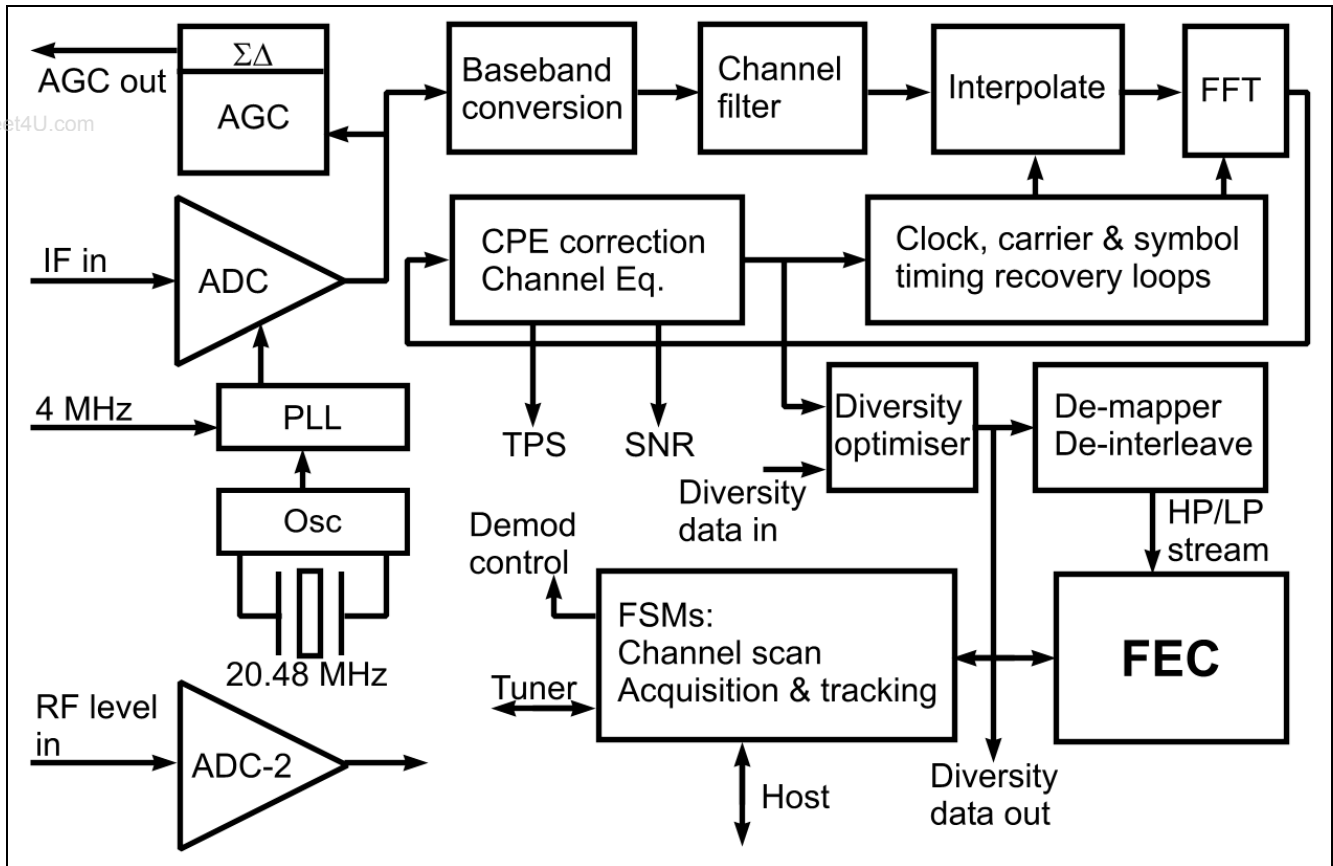 ΣΔ
AGC out
AGC
eet4U.com
Baseband
conversion
Channel
filter
Interpolate
FFT
IF in
ADC
CPE correction
Channel Eq.
Clock, carrier & symbol
timing recovery loops
4 MHz
PLL
TPS
SNR
Diversity
optimiser
De-mapper
De-interleave
Diversity
data in
HP/LP
stream
Osc
20.48 MHz
Demod
control
FSMs:
Channel scan
Acquisition & tracking
FEC
Tuner
RF level
in
ADC-2
Host
Diversity
data out